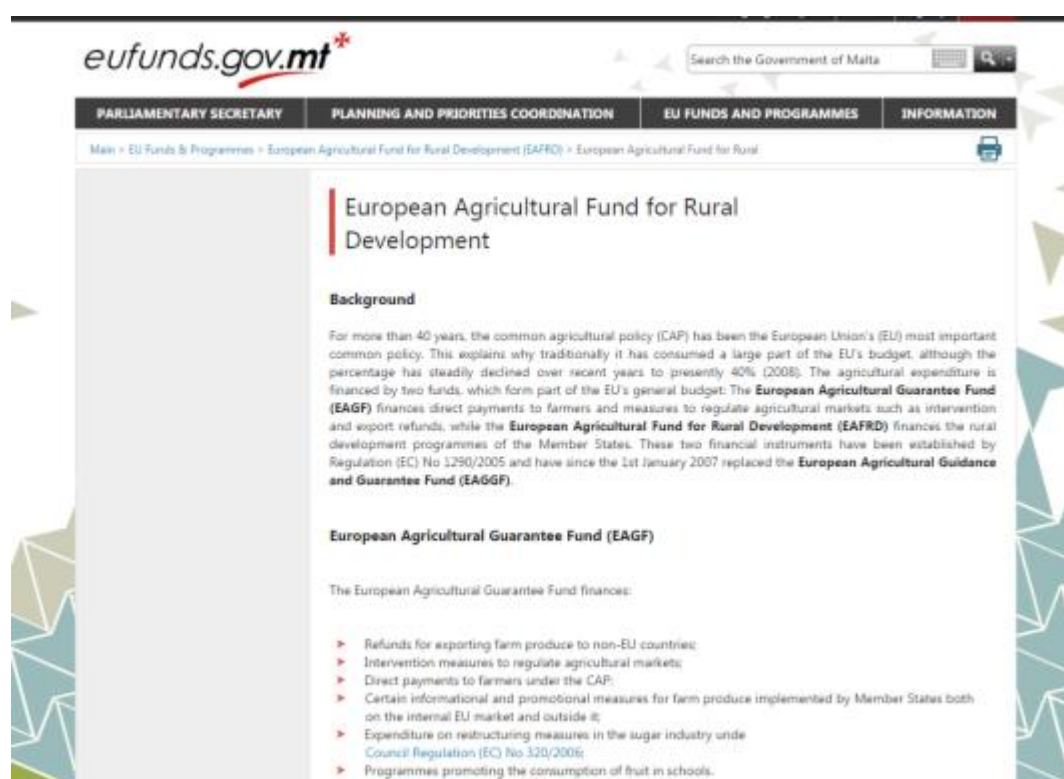 eufunds.gov.mt
Search the Government of Malta
PARLIAMENTARY SECRETARY PLANNING AND PRIORITIES COORDINATION EU FUNDS AND PROGRAMMES INFORMATION
Main > EU Funds & Programmes > European Agricultural Fund for Rural Development (EAFRD) > European Agricultural Fund for Rural
European Agricultural Fund for Rural
Development
Background
For more than 40 years, the common agricultural policy (CAP) has been the European Union's (EU) most important
common policy. This explains why traditionally it has consumed a large part of the EU's budget, although the
percentage has steadily declined over recent years to presently 40% (2008). The agricultural expenditure is
financed by two funds, which form part of the EU's general budget: The European Agricultural Guarantee Fund
(EAGF) finances direct payments to farmers and measures to regulate agricultural markets such as intervention
and export refunds, while the European Agricultural Fund for Rural Development (EAFRD) finances the rural
development programmes of the Member States. These two financial instruments have been established by
Regulation (EC) No 1290/2005 and have since the 1st January 2007 replaced the European Agricultural Guidance
and Guarantee Fund (EAGGF).
European Agricultural Guarantee Fund (EAGF)
The European Agricultural Guarantee Fund finances:
Refunds for exporting farm produce to non-EU countries;
Intervention measures to regulate agricultural markets;
Direct payments to farmers under the CAP;
Certain informational and promotional measures for farm produce implemented by Member States both
on the internal EU market and outside it;
Expenditure on restructuring measures in the sugar industry unde
Council Regulation (EC) No 320/2006;
Programmes promoting the consumption of fruit in schools.